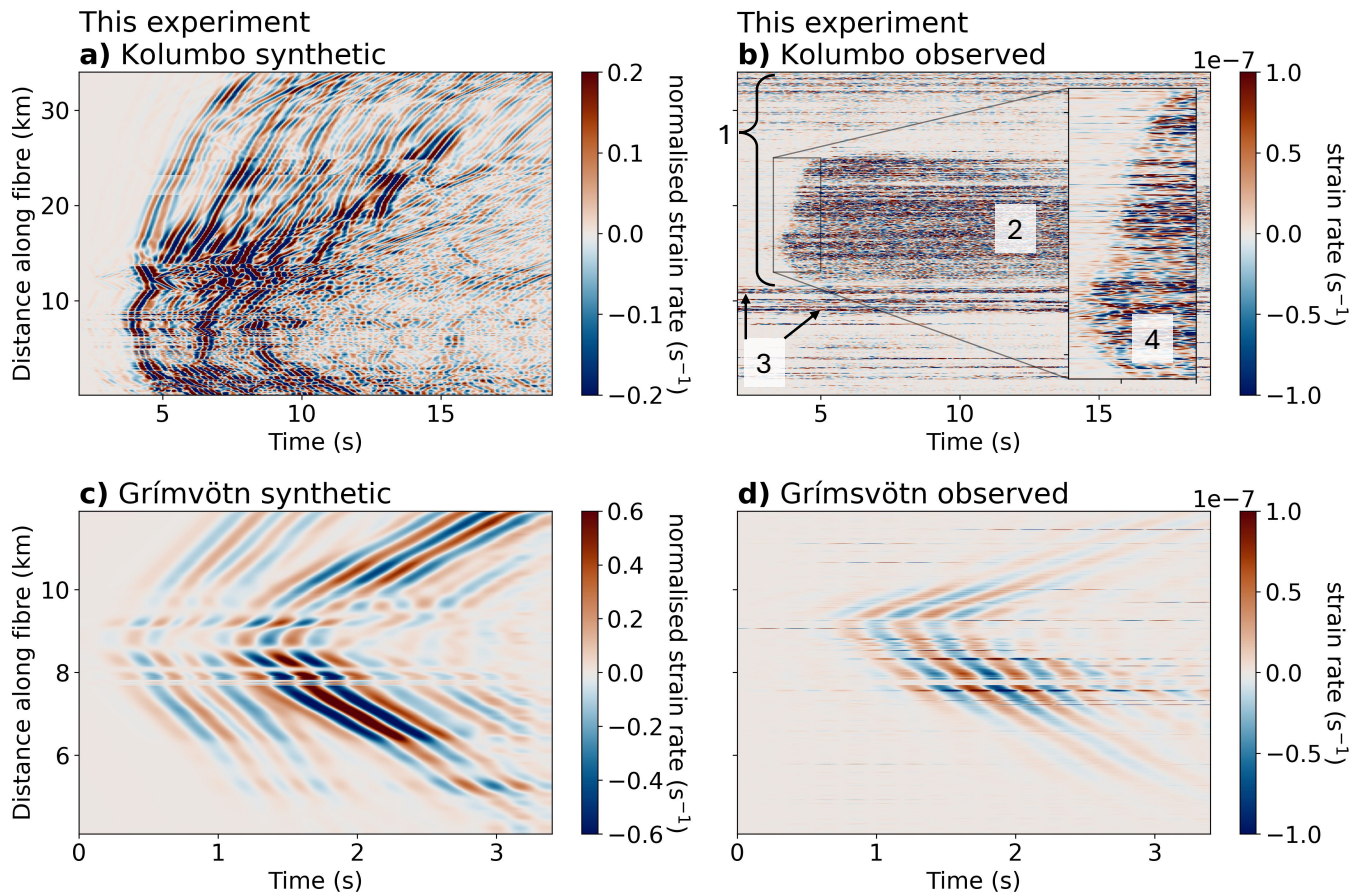 This experiment
a) Kolumbo synthetic
30
20
10
Distance along fibre (km)
5
10
15
Time (s)
0.2
0.1
0.0
−0.1
−0.2
normalised strain rate (s⁻¹)
This experiment
b) Kolumbo observed
1e-7
1
2
3
4
5
10
15
Time (s)
1.0
0.5
0.0
−0.5
−1.0
strain rate (s⁻¹)
c) Grímvötn synthetic
10
8
6
Distance along fibre (km)
0
1
2
3
Time (s)
0.6
0.4
0.2
0.0
−0.2
−0.4
−0.6
normalised strain rate (s⁻¹)
d) Grímsvötn observed
1e-7
0
1
2
3
Time (s)
1.0
0.5
0.0
−0.5
−1.0
strain rate (s⁻¹)